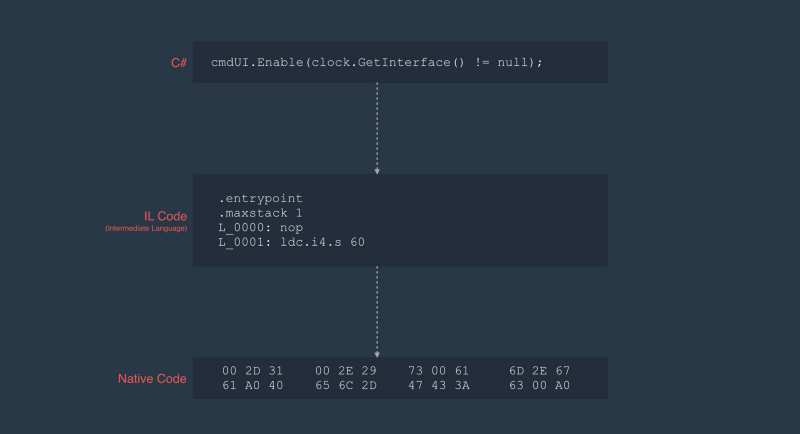 C#
cmdUI.Enable(clock.GetInterface() != null);
IL Code
(Intermediate Language)
.entrypoint
.maxstack 1
L_0000: nop
L_0001: ldc.i4.s 60
Native Code
00 2D 31 00 2E 29 73 00 61 6D 2E 67
61 A0 40 65 6C 2D 47 43 3A 63 00 A0